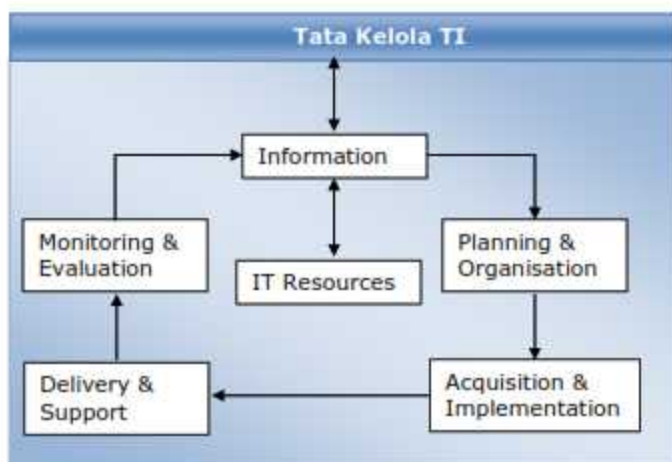 Tata Kelola TI
Information
Monitoring &
Evaluation
IT Resources
Planning &
Organisation
Delivery &
Support
Acquisition &
Implementation